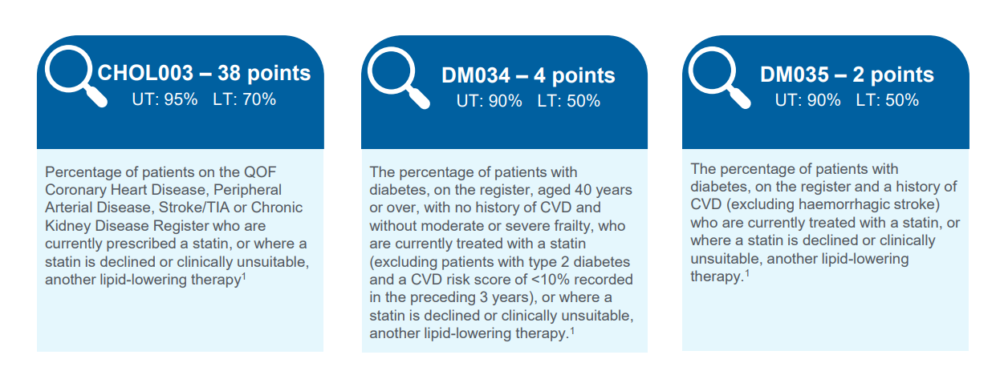 CHOL003 – 38 points
UT: 95% LT: 70%
Percentage of patients on the QOF
Coronary Heart Disease, Peripheral
Arterial Disease, Stroke/TIA or Chronic
Kidney Disease Register who are
currently prescribed a statin, or where a
statin is declined or clinically unsuitable,
another lipid-lowering therapy¹
DM034 – 4 points
UT: 90% LT: 50%
The percentage of patients with
diabetes, on the register, aged 40 years
or over, with no history of CVD and
without moderate or severe frailty, who
are currently treated with a statin
(excluding patients with type 2 diabetes
and a CVD risk score of <10% recorded
in the preceding 3 years), or where a
statin is declined or clinically unsuitable,
another lipid-lowering therapy.¹
DM035 – 2 points
UT: 90% LT: 50%
The percentage of patients with
diabetes, on the register and a history of
CVD (excluding haemorrhagic stroke)
who are currently treated with a statin, or
where a statin is declined or clinically
unsuitable, another lipid-lowering
therapy.¹